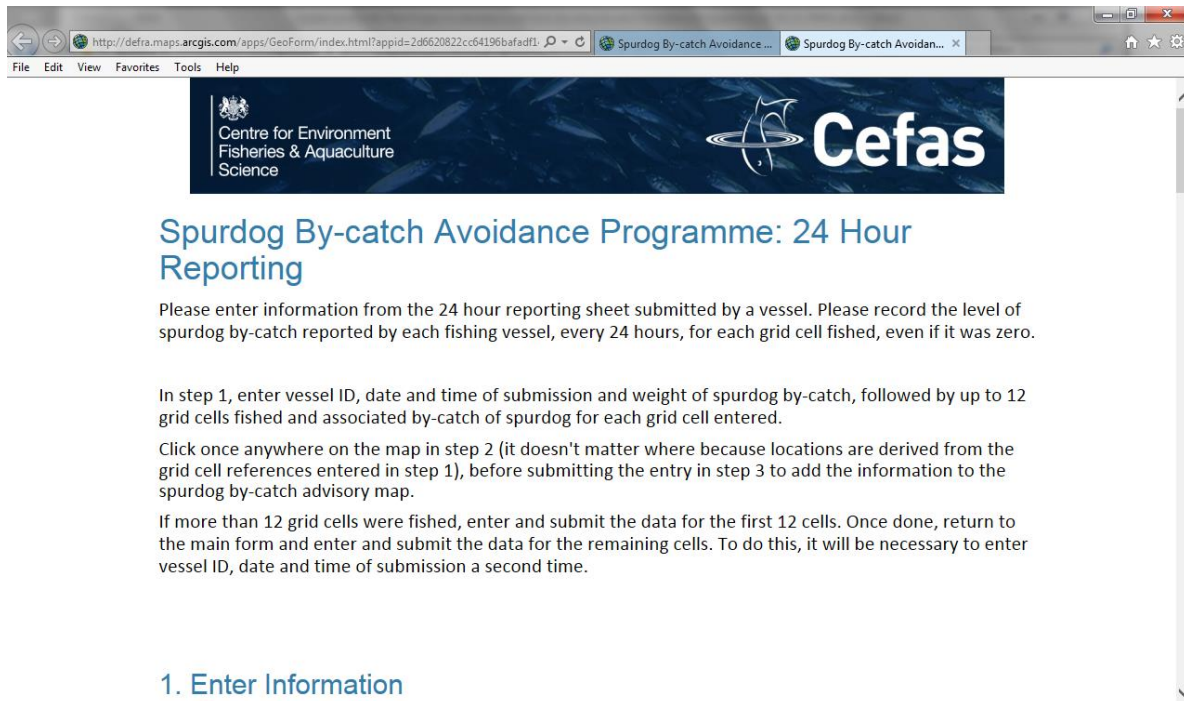 http://defra.maps.arcgis.com/apps/GeoForm/index.html?appid=2d6620822cc64196bafadf1-
Spurdog By-catch Avoidance ...
Spurdog By-catch Avoidan...
File Edit View Favorites Tools Help
Centre for Environment
Fisheries & Aquaculture
Science
Cefas
Spurdog By-catch Avoidance Programme: 24 Hour
Reporting
Please enter information from the 24 hour reporting sheet submitted by a vessel. Please record the level of
spurdog by-catch reported by each fishing vessel, every 24 hours, for each grid cell fished, even if it was zero.
In step 1, enter vessel ID, date and time of submission and weight of spurdog by-catch, followed by up to 12
grid cells fished and associated by-catch of spurdog for each grid cell entered.
Click once anywhere on the map in step 2 (it doesn't matter where because locations are derived from the
grid cell references entered in step 1), before submitting the entry in step 3 to add the information to the
spurdog by-catch advisory map.
If more than 12 grid cells were fished, enter and submit the data for the first 12 cells. Once done, return to
the main form and enter and submit the data for the remaining cells. To do this, it will be necessary to enter
vessel ID, date and time of submission a second time.
1. Enter Information